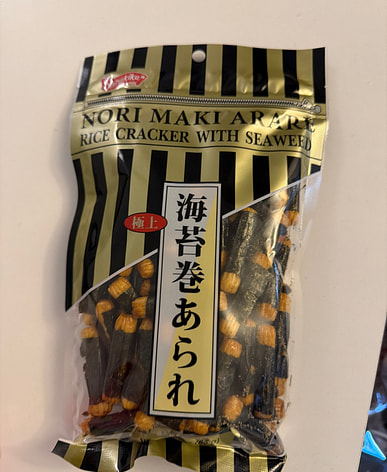 NORI MAKI ARARE
RICE CRACKER WITH SEAWEED
極上
海苔巻あられ